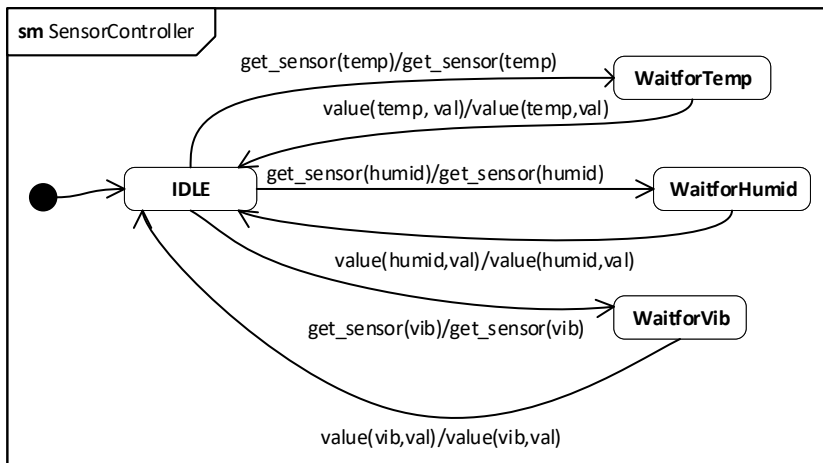 sm SensorController
get_sensor(temp)/get_sensor(temp)
WaitforTemp
value(temp, val)/value(temp,val)
IDLE
get_sensor(humid)/get_sensor(humid)
WaitforHumid
value(humid,val)/value(humid,val)
WaitforVib
get_sensor(vib)/get_sensor(vib)
value(vib,val)/value(vib,val)